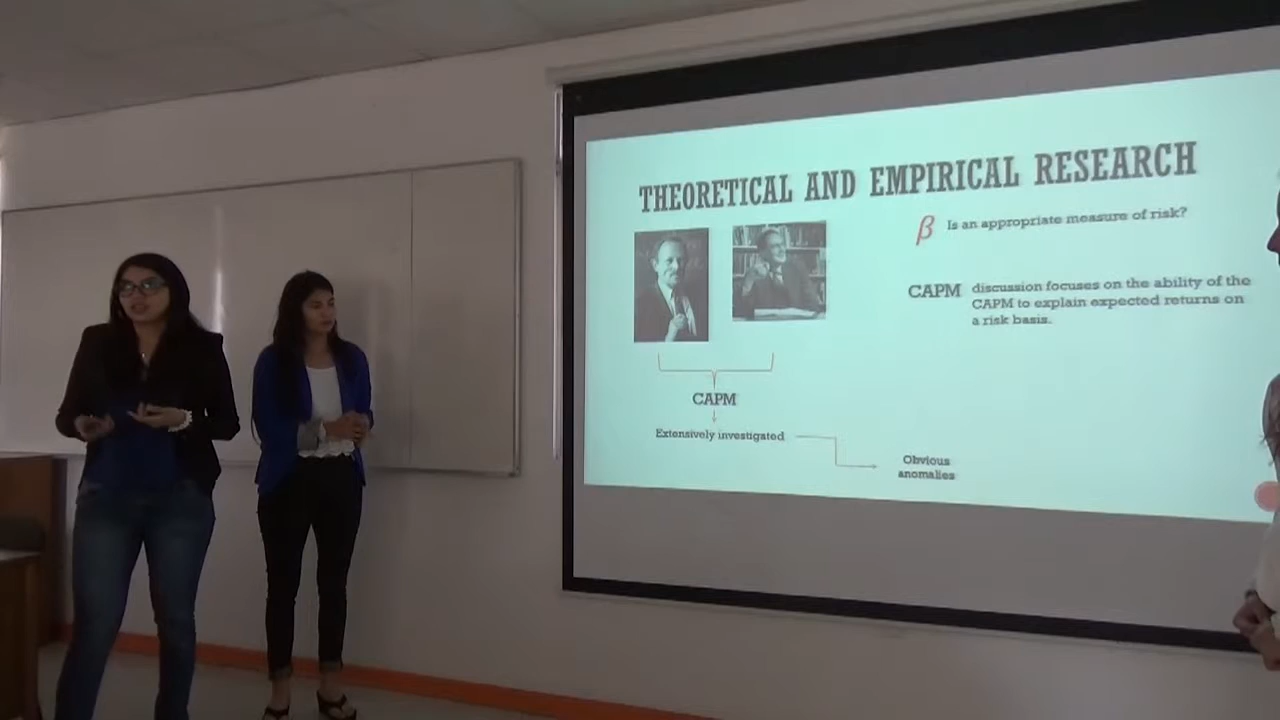 THEORETICAL AND EMPIRICAL RESEARCH
β Is an appropriate measure of risk?
CAPM discussion focuses on the ability of the
CAPM to explain expected returns on
a risk basis.
CAPM
Extensively investigated
Obvious
anomalies